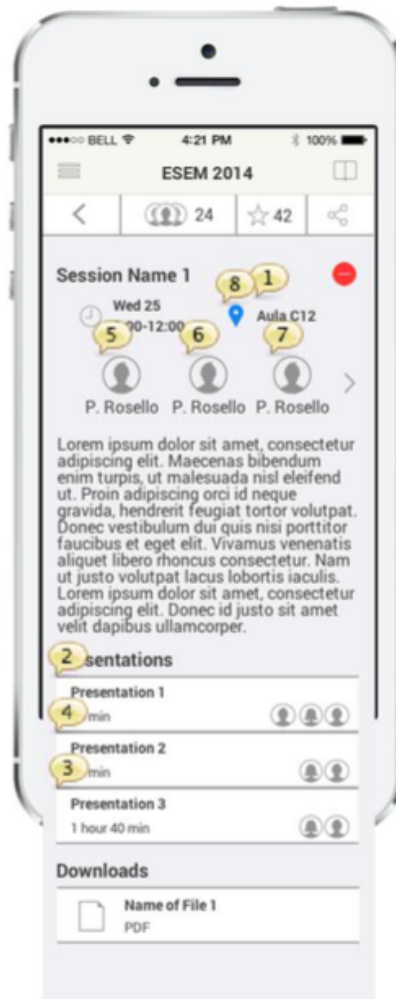 BELL 4:21 PM 100%
ESEM 2014
24 42
Session Name 1
8 1
Wed 25
:00-12:00 Aula C12
5 6 7
P. Rosello P. Rosello P. Rosello
Lorem ipsum dolor sit amet, consectetur
adipiscing elit. Maecenas bibendum
enim turpis, ut malesuada nisl eleifend
ut. Proin adipiscing orci id neque
gravida, hendrerit feugiat tortor volutpat.
Donec vestibulum dui quis nisi porttitor
faucibus et eget elit. Vivamus venenatis
aliquet libero rhoncus consectetur. Nam
ut justo volutpat lacus lobortis iaculis.
Lorem ipsum dolor sit amet, consectetur
adipiscing elit. Donec id justo sit amet
velit dapibus ullamcorper.
2 sentations
Presentation 1
4 min
Presentation 2
3 min
Presentation 3
1 hour 40 min
Downloads
Name of File 1
PDF